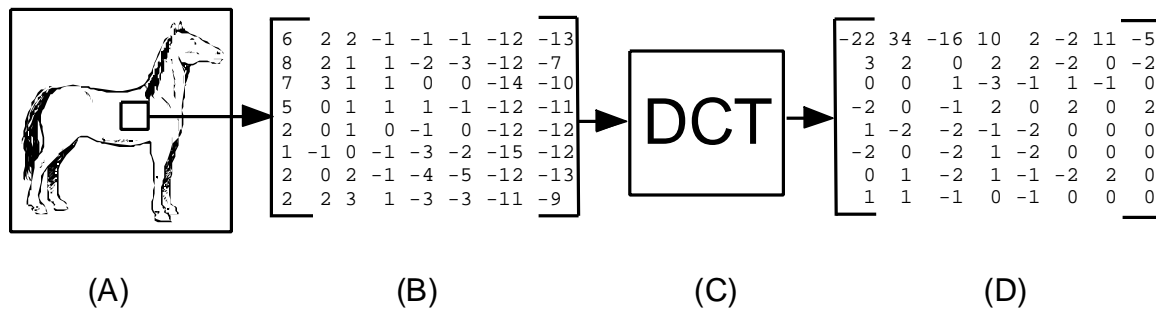 6 2 2 -1 -1 -1 -12 -13
8 2 1 1 -2 -3 -12 -7
7 3 1 1 0 0 -14 -10
5 0 1 1 1 -1 -12 -11
2 0 1 0 -1 0 -12 -12
1 -1 0 -1 -3 -2 -15 -12
2 0 2 -1 -4 -5 -12 -13
2 2 3 1 -3 -3 -11 -9
DCT
-22 34 -16 10 2 -2 11 -5
3 2 0 2 2 -2 0 -2
0 0 1 -3 -1 1 -1 0
-2 0 -1 2 0 2 0 2
1 -2 -2 -1 -2 0 0 0
-2 0 -2 1 -2 0 0 0
0 1 -2 1 -1 -2 2 0
1 1 -1 0 -1 0 0 0
(A) (B) (C) (D)